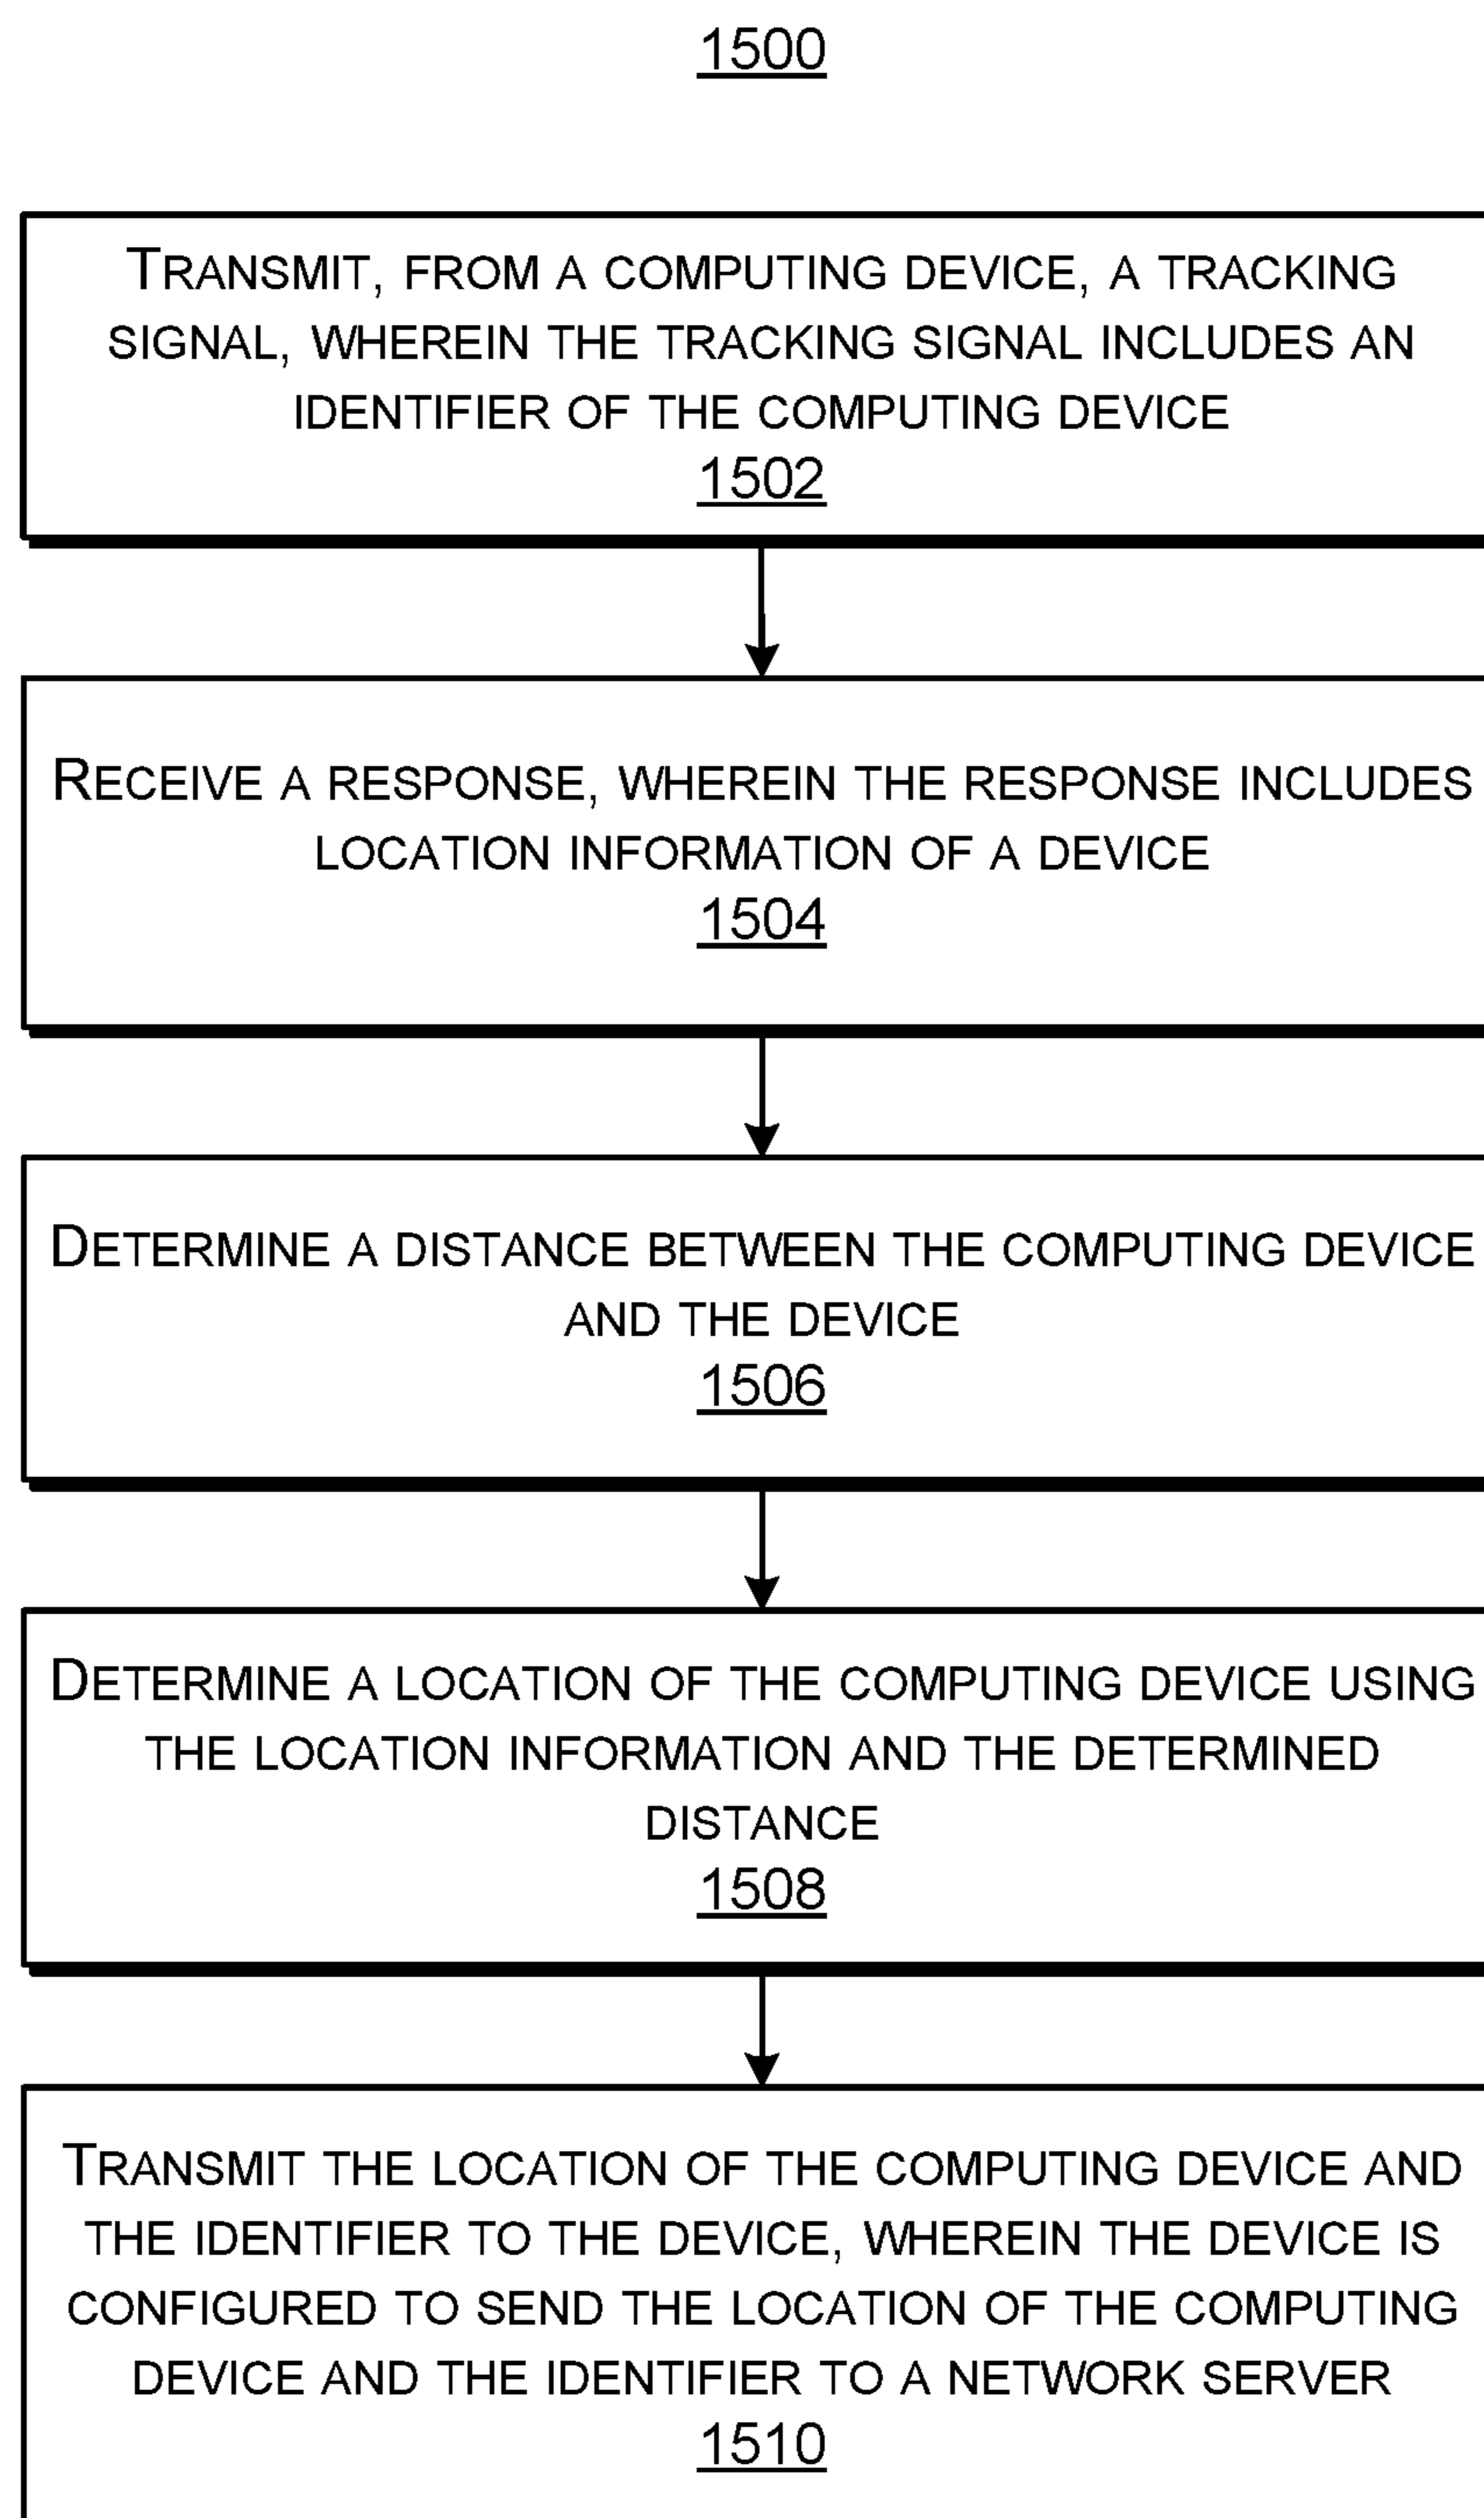 1500
TRANSMIT, FROM A COMPUTING DEVICE, A TRACKING
SIGNAL, WHEREIN THE TRACKING SIGNAL INCLUDES AN
IDENTIFIER OF THE COMPUTING DEVICE
1502
RECEIVE A RESPONSE, WHEREIN THE RESPONSE INCLUDES
LOCATION INFORMATION OF A DEVICE
1504
DETERMINE A DISTANCE BETWEEN THE COMPUTING DEVICE
AND THE DEVICE
1506
DETERMINE A LOCATION OF THE COMPUTING DEVICE USING
THE LOCATION INFORMATION AND THE DETERMINED
DISTANCE
1508
TRANSMIT THE LOCATION OF THE COMPUTING DEVICE AND
THE IDENTIFIER TO THE DEVICE, WHEREIN THE DEVICE IS
CONFIGURED TO SEND THE LOCATION OF THE COMPUTING
DEVICE AND THE IDENTIFIER TO A NETWORK SERVER
1510